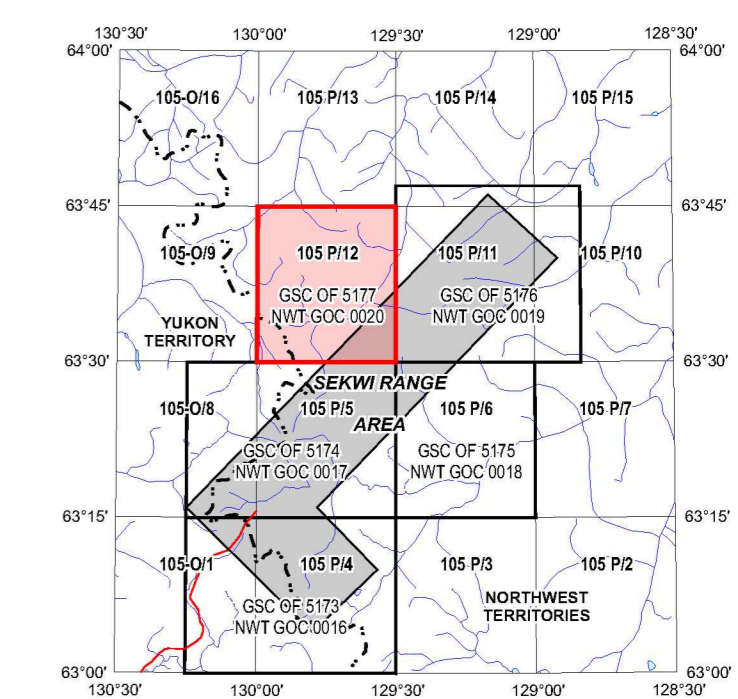 130°30' 130°00' 129°30' 129°00' 128°30'
64°00' 64°00'
105-O/16 105 P/13 105 P/14 105 P/15
63°45' 63°45'
105-O/9 105 P/12 105 P/11 105 P/10
GSC OF 5177 GSC OF 5176
NWT GOC 0020 NWT GOC 0019
YUKON
TERRITORY
63°30' 63°30'
SEKWI RANGE
105-O/8 105 P/5 105 P/6 105 P/7
AREA
GSC OF 5174 GSC OF 5175
NWT GOC 0017 NWT GOC 0018
63°15' 63°15'
105-O/1 105 P/4 105 P/3 105 P/2
NORTHWEST
TERRITORIES
GSC OF 5173
NWT GOC 0016
63°00' 63°00'
130°30' 130°00' 129°30' 129°00' 128°30'